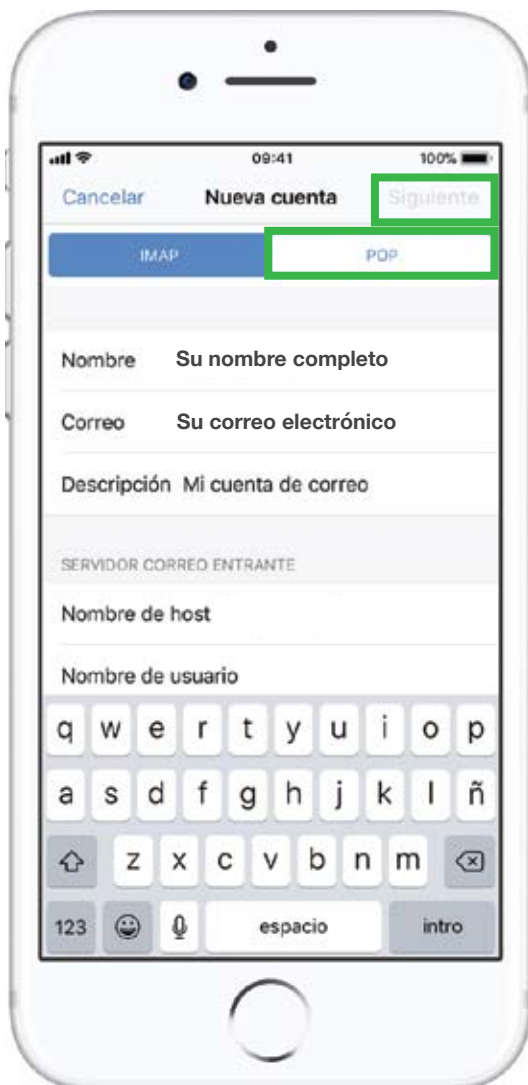 09:41 100%
Cancelar Nueva cuenta Siguiente
IMAP POP
Nombre Su nombre completo
Correo Su correo electrónico
Descripción Mi cuenta de correo
SERVIDOR CORREO ENTRANTE
Nombre de host
Nombre de usuario
q w e r t y u i o p
a s d f g h j k l ñ
z x c v b n m
123 espacio intro